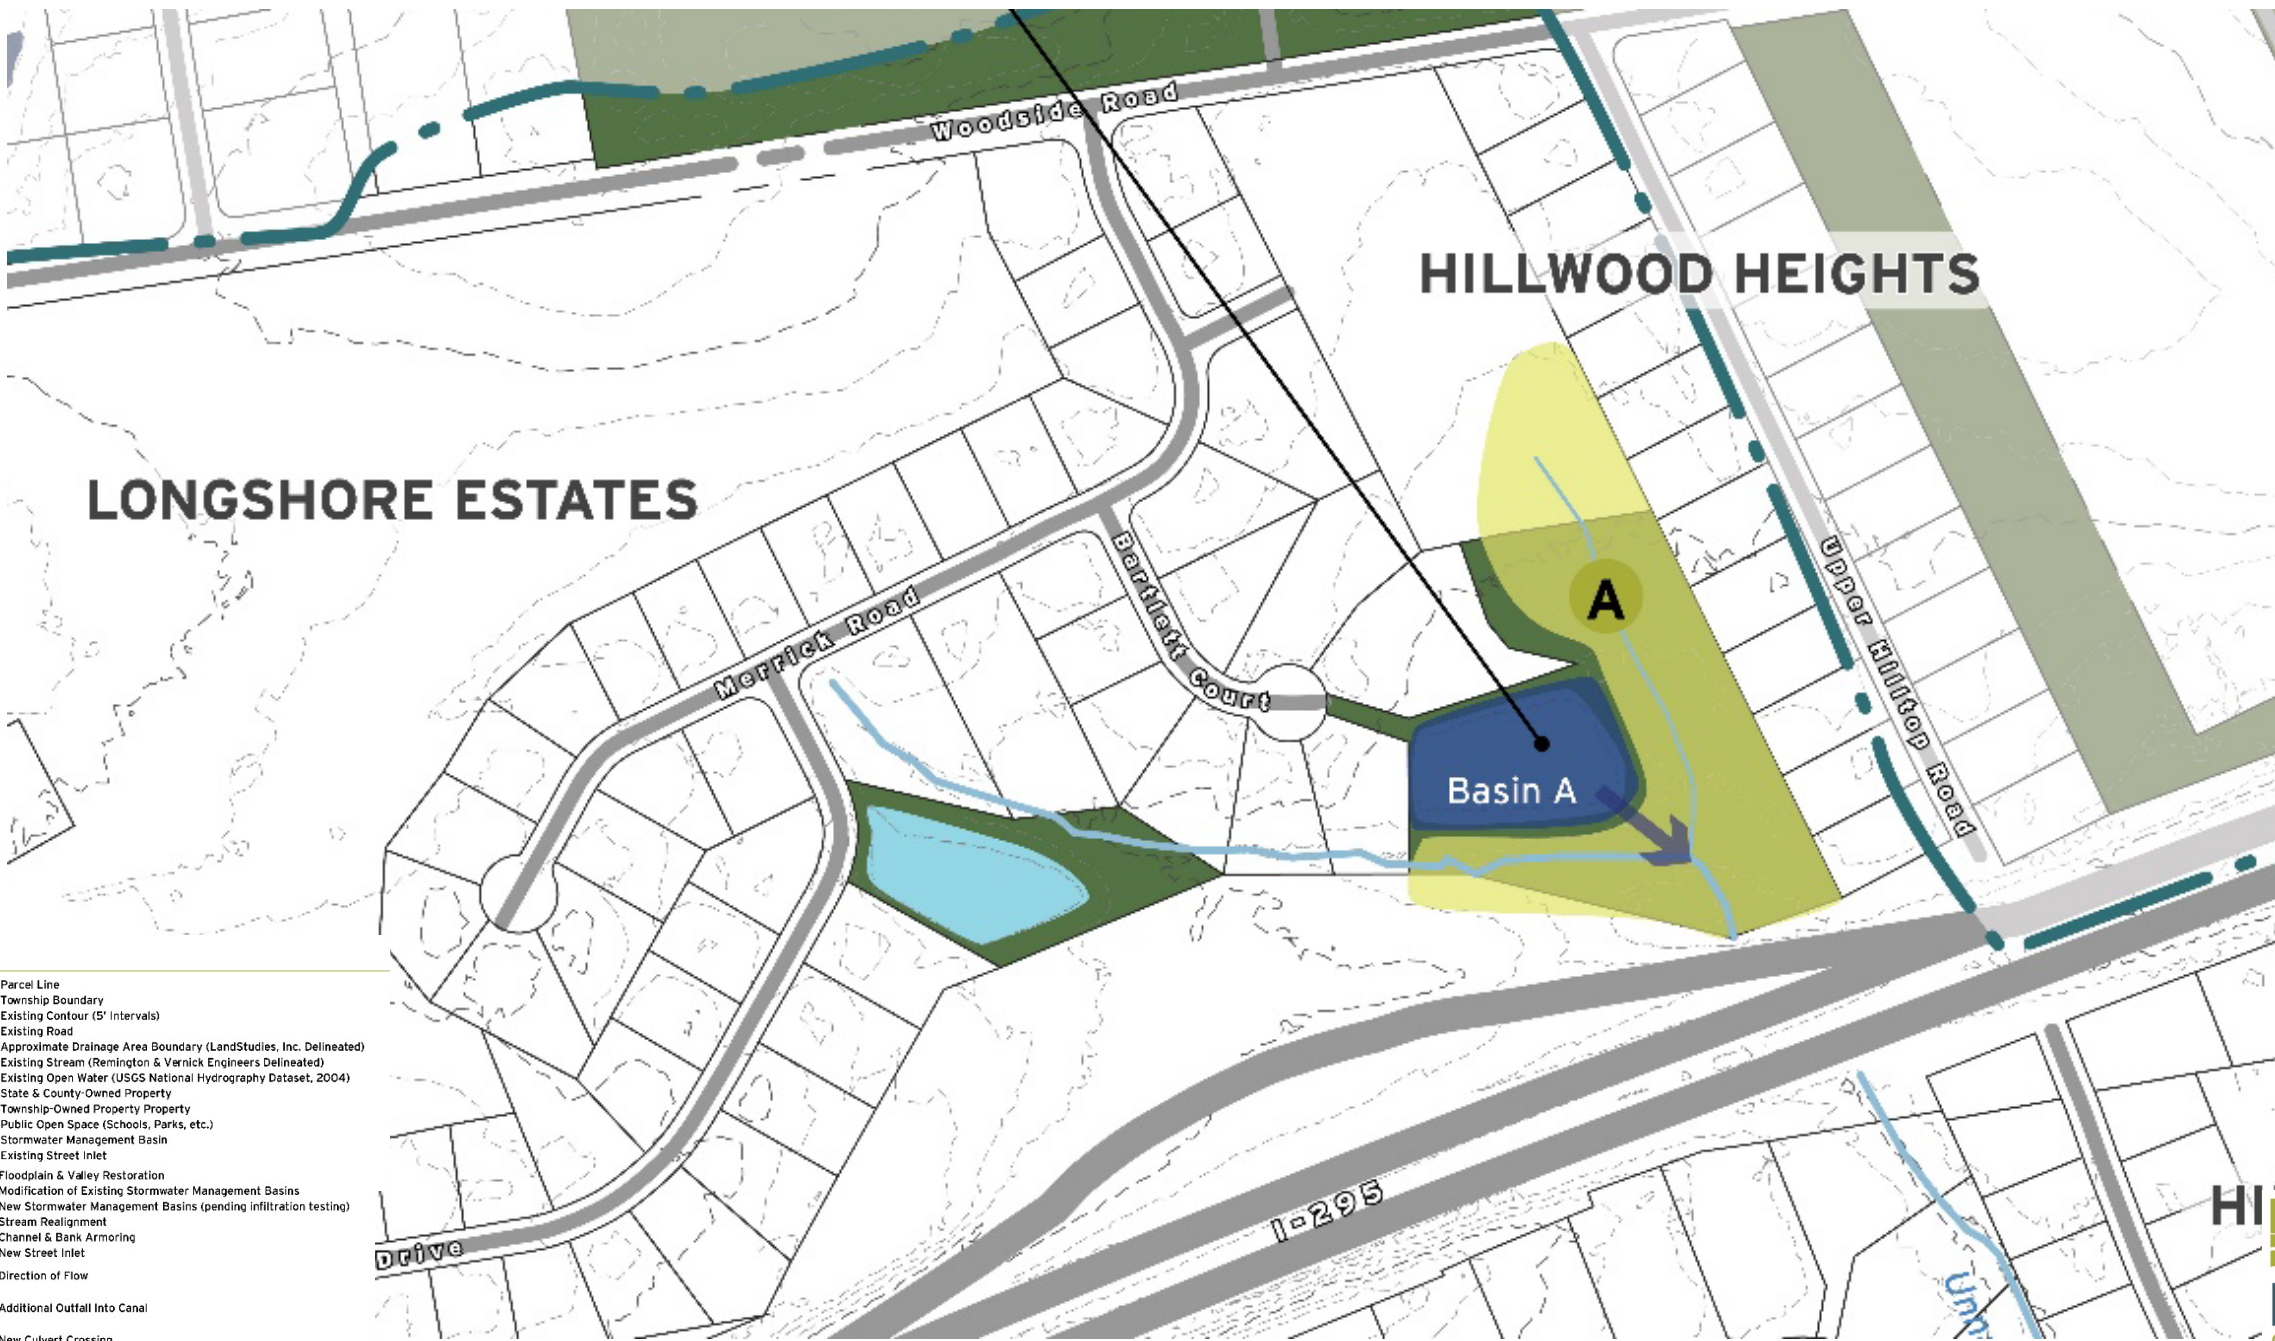 Woodside Road
HILLWOOD HEIGHTS
LONGSHORE ESTATES
Upper Hilltop Road
Bartlett Court
A
Merrick Road
Basin A
Parcel Line
Township Boundary
Existing Contour (5' Intervals)
Existing Road
Approximate Drainage Area Boundary (LandStudies, Inc. Delineated)
Existing Stream (Remington & Vernick Engineers Delineated)
Existing Open Water (USGS National Hydrography Dataset, 2004)
State & County-Owned Property
Township-Owned Property Property
Public Open Space (Schools, Parks, etc.)
Stormwater Management Basin
Existing Street Inlet
Floodplain & Valley Restoration
Modification of Existing Stormwater Management Basins
New Stormwater Management Basins (pending infiltration testing)
Stream Realignment
Channel & Bank Armoring
New Street Inlet
Direction of Flow
Additional Outfall Into Canal
New Culvert Crossing
I-295
HI
Drive
Unn